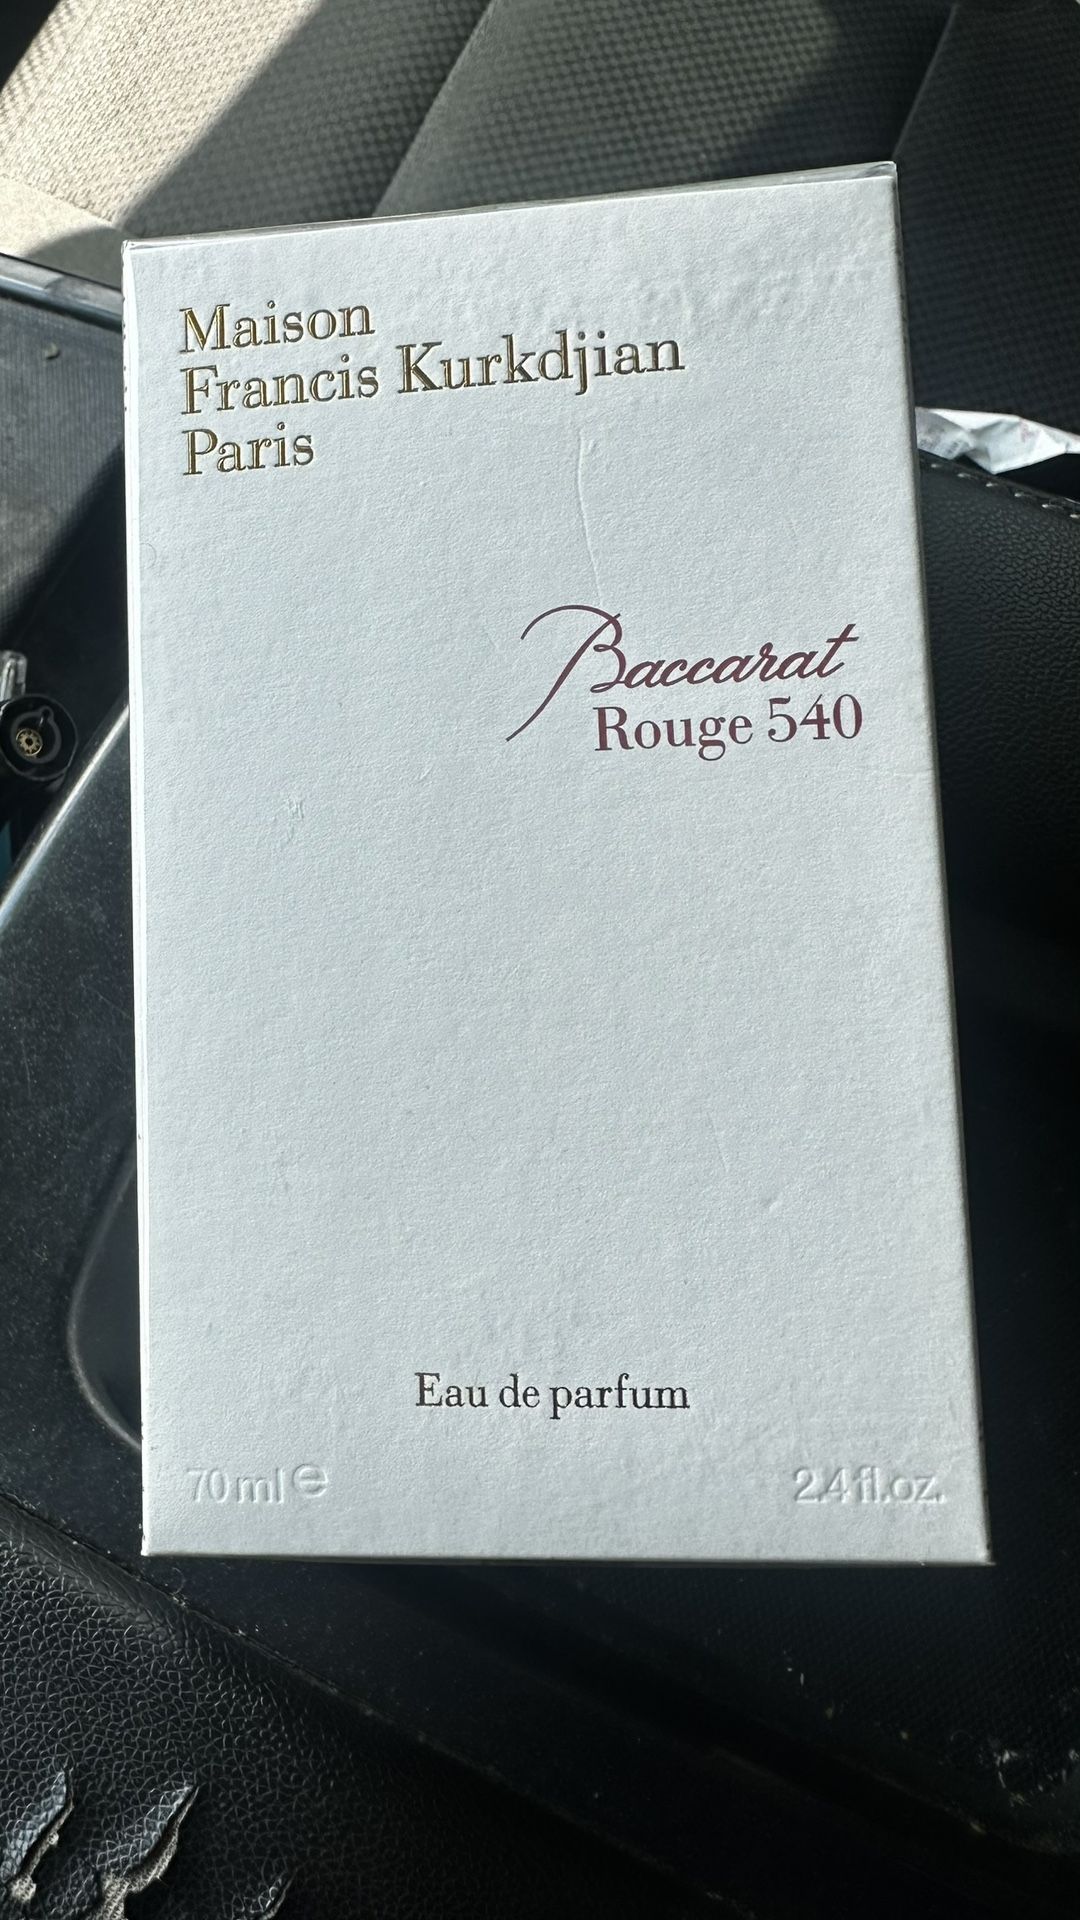 Maison
Francis Kurkdjian
Paris
Baccarat
Rouge 540
Eau de parfum
70 ml ℮
2.4 fl.oz.